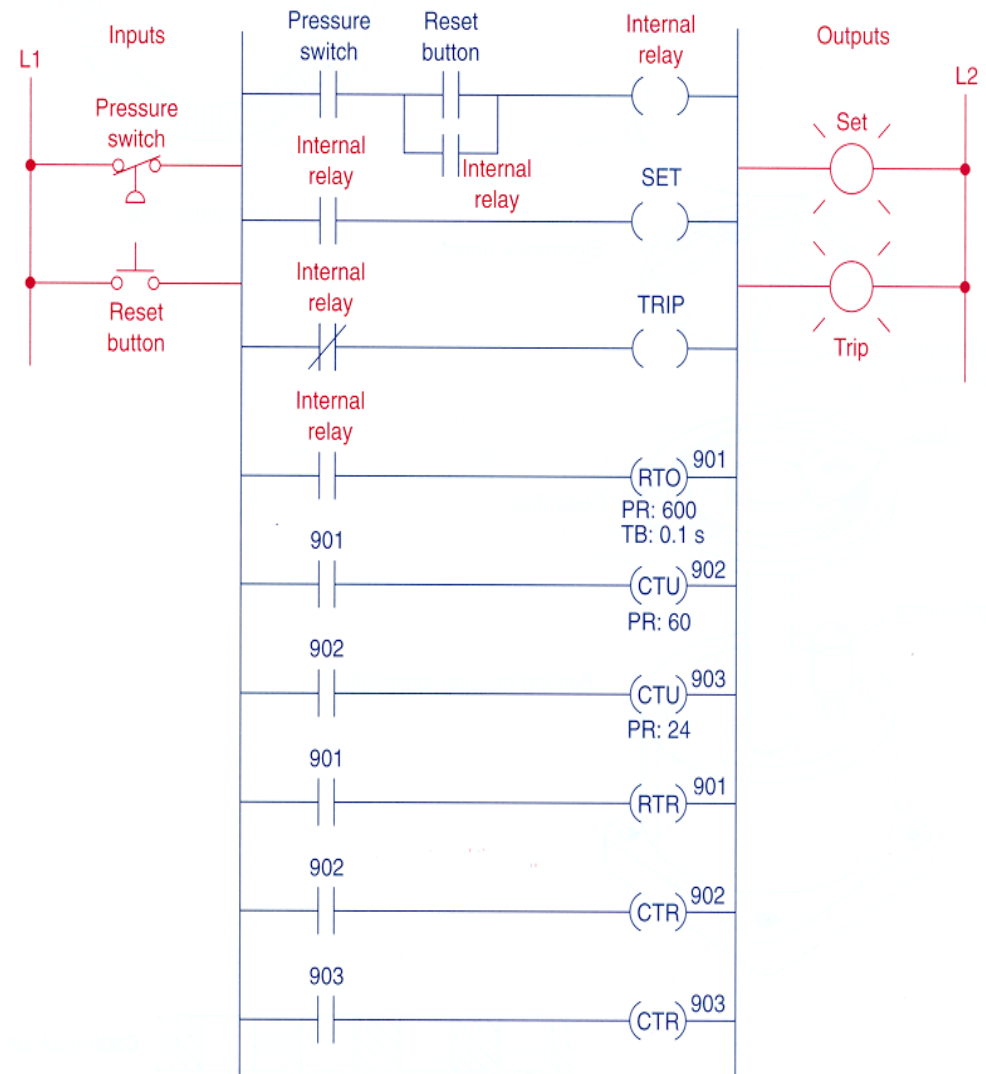 Inputs
L1
Pressure
switch
Reset
button
Pressure
switch
Reset
button
Internal
relay
Internal
relay
Internal
relay
SET
Internal
relay
TRIP
Internal
relay
901
(RTO)
PR: 600
TB: 0.1 s
901
902
(CTU)
PR: 60
902
903
(CTU)
PR: 24
901
901
(RTR)
902
902
(CTR)
903
903
(CTR)
Outputs
L2
Set
Trip